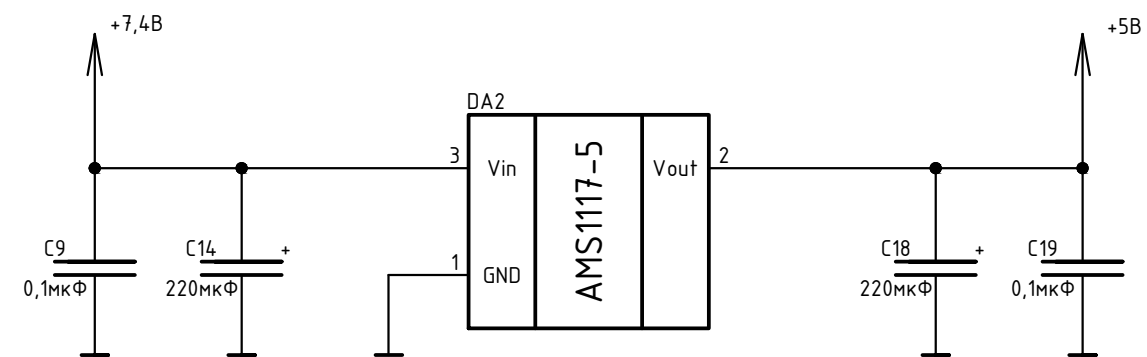 +7,4В
+5В
DA2
3
Vin
AMS1117-5
Vout
2
C9
0,1мкФ
C14
+
220мкФ
1
GND
C18
+
220мкФ
C19
0,1мкФ